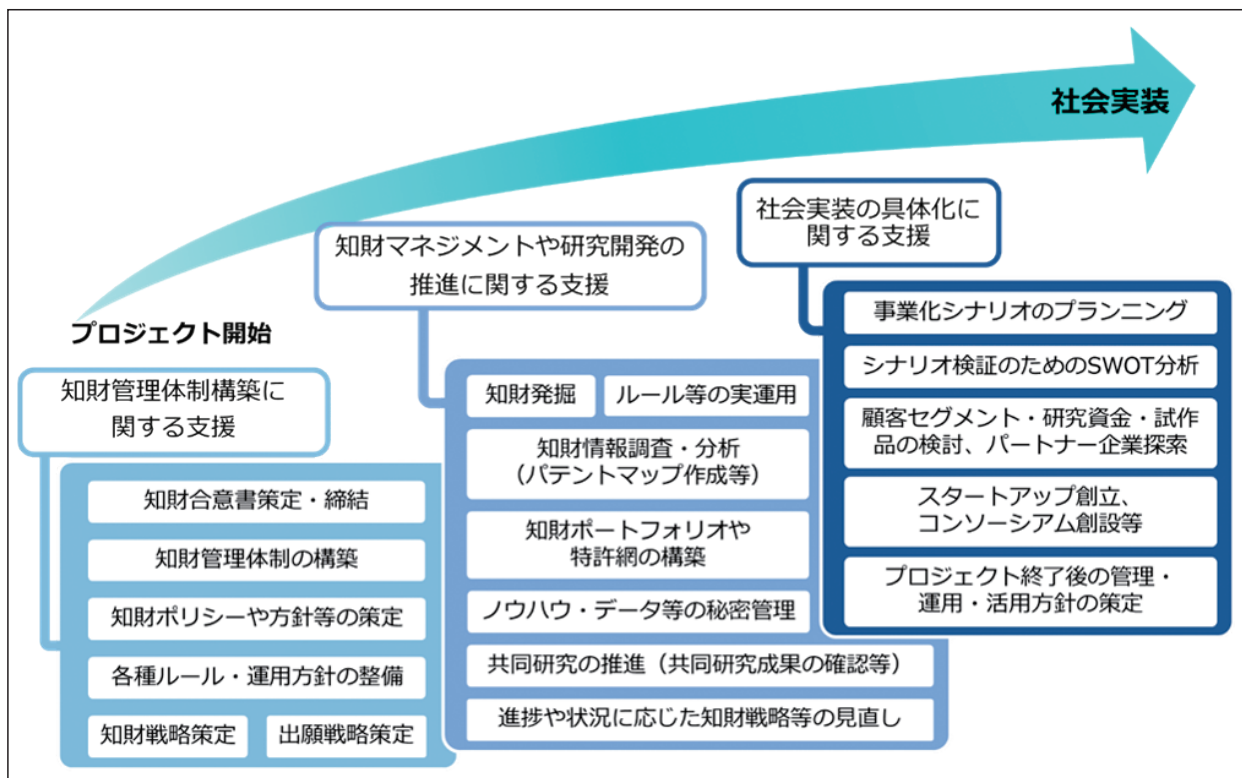 社会実装
プロジェクト開始
知財管理体制構築に
関する支援
知財合意書策定・締結
知財管理体制の構築
知財ポリシーや方針等の策定
各種ルール・運用方針の整備
知財戦略策定
出願戦略策定
知財マネジメントや研究開発の
推進に関する支援
知財発掘
ルール等の実運用
知財情報調査・分析
（パテントマップ作成等）
知財ポートフォリオや
特許網の構築
ノウハウ・データ等の秘密管理
共同研究の推進（共同研究成果の確認等）
進捗や状況に応じた知財戦略等の見直し
社会実装の具体化に
関する支援
事業化シナリオのプランニング
シナリオ検証のためのSWOT分析
顧客セグメント・研究資金・試作
品の検討、パートナー企業探索
スタートアップ創立、
コンソーシアム創設等
プロジェクト終了後の管理・
運用・活用方針の策定